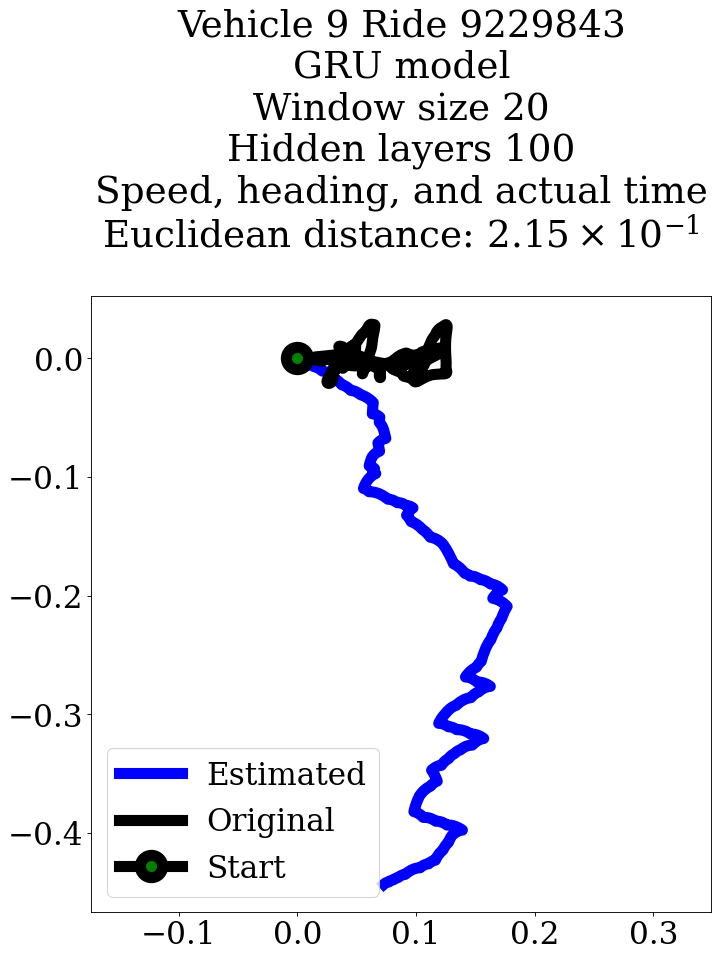 Vehicle 9 Ride 9229843
GRU model
Window size 20
Hidden layers 100
Speed, heading, and actual time
Euclidean distance: 2.15 × 10⁻¹
0.0
−0.1
−0.2
−0.3
−0.4
Estimated
Original
Start
−0.1 0.0 0.1 0.2 0.3